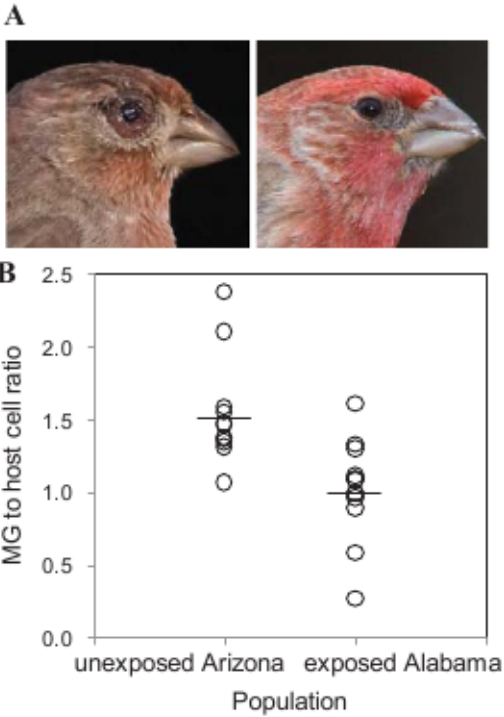 A
B
MG to host cell ratio
2.5
2.0
1.5
1.0
0.5
0.0
unexposed Arizona exposed Alabama
Population